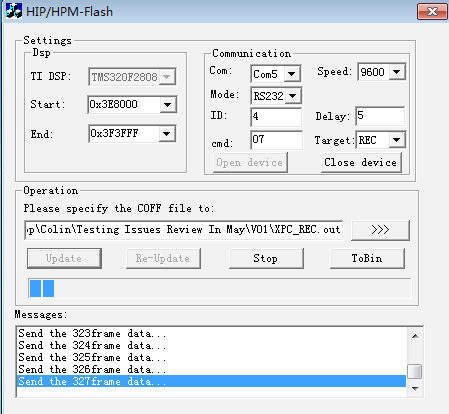 HIP/HPM-Flash
Settings
Dsp
TI DSP: TMS320F2808
Start: 0x3E8000
End: 0x3F3FFF
Communication
Com: Com5 Speed: 9600
Mode: RS232
ID: 4 Delay: 5
cmd: 07 Target: REC
Open device Close device
Operation
Please specify the COFF file to:
p\Colin\Testing Issues Review In May\V01\XPC_REC.out >>>
Update Re-Update Stop ToBin
Messages:
Send the 323frame data...
Send the 324frame data...
Send the 325frame data...
Send the 326frame data...
Send the 327frame data...